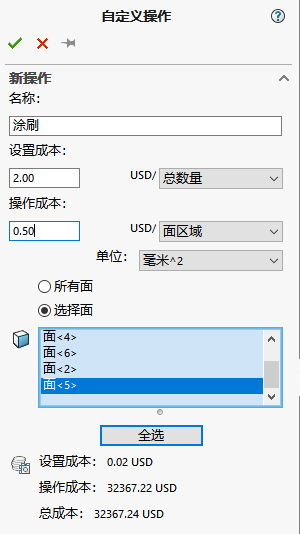 自定义操作
新操作
名称:
涂刷
设置成本:
2.00 USD/ 总数量
操作成本:
0.50 USD/ 面区域
单位: 毫米^2
所有面
选择面
面<4>
面<6>
面<2>
面<5>
全选
设置成本: 0.02 USD
操作成本: 32367.22 USD
总成本: 32367.24 USD